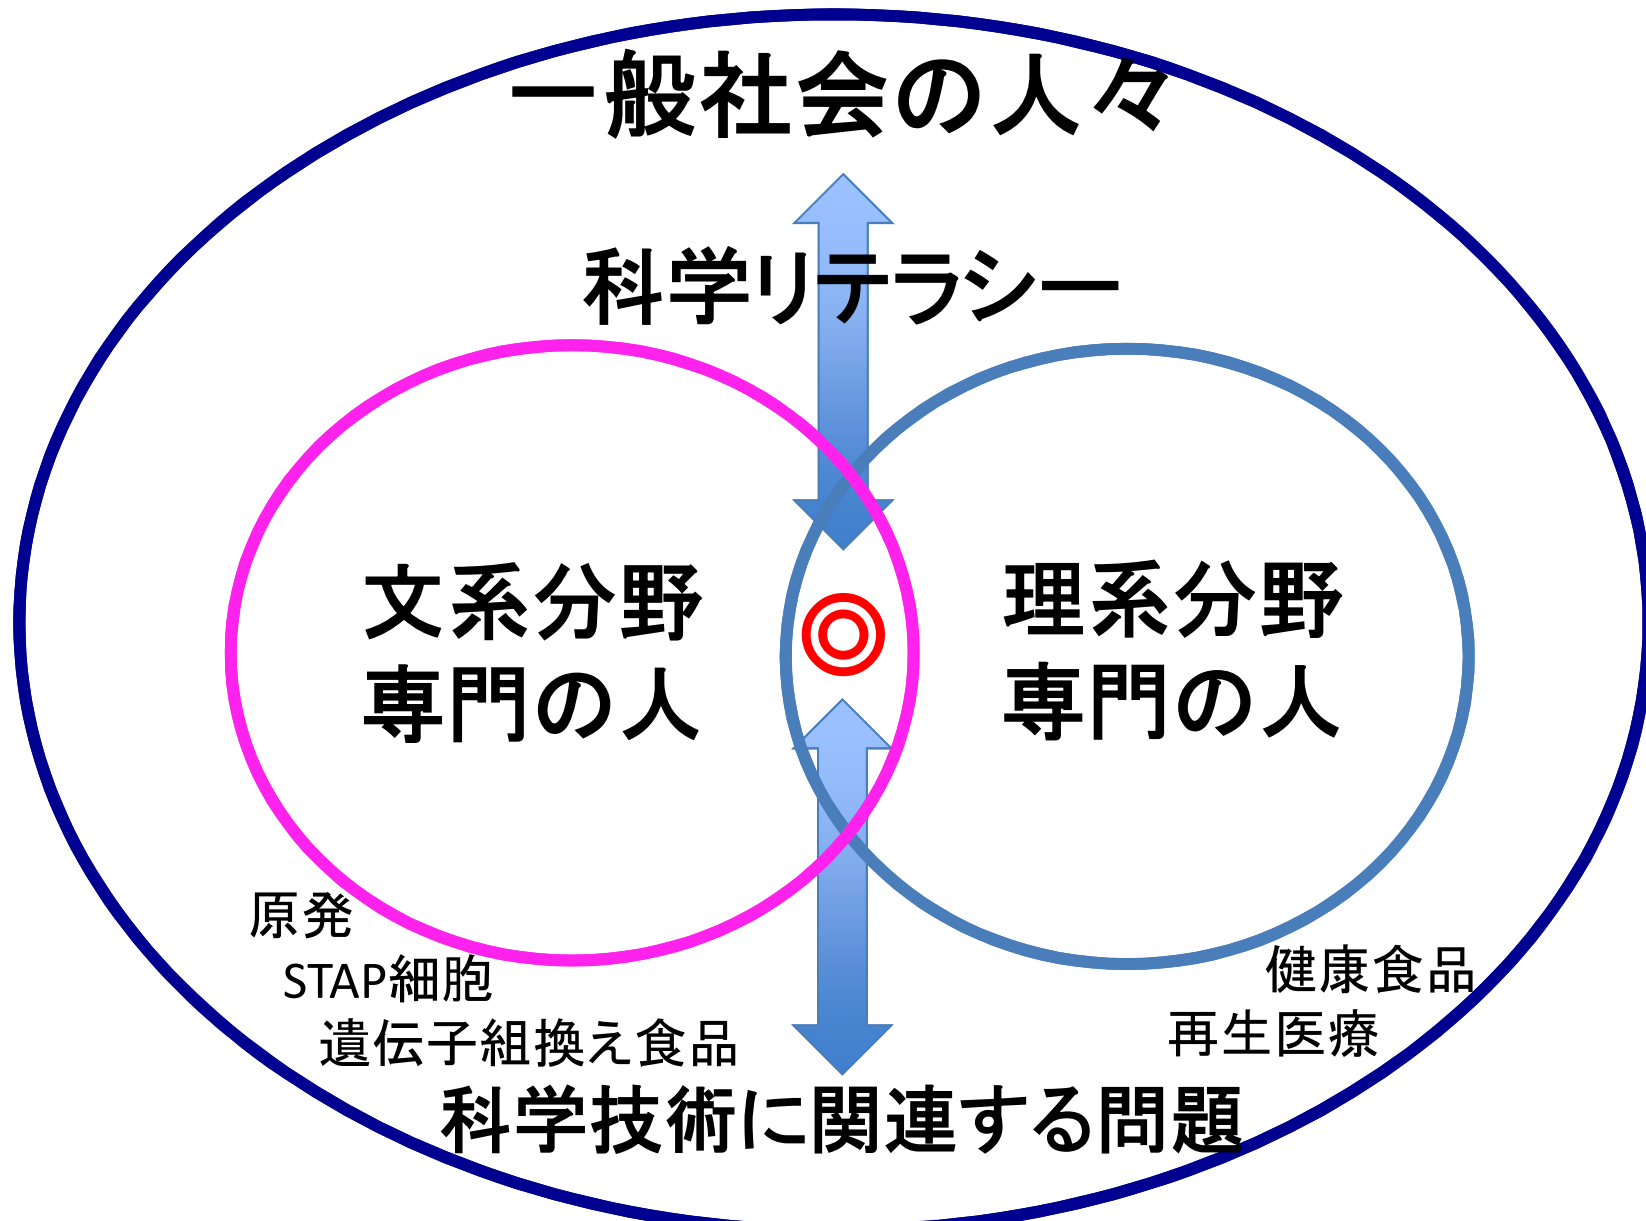 一般社会の人々
科学リテラシー
文系分野
専門の人
理系分野
専門の人
原発
STAP細胞
遺伝子組換え食品
健康食品
再生医療
科学技術に関連する問題